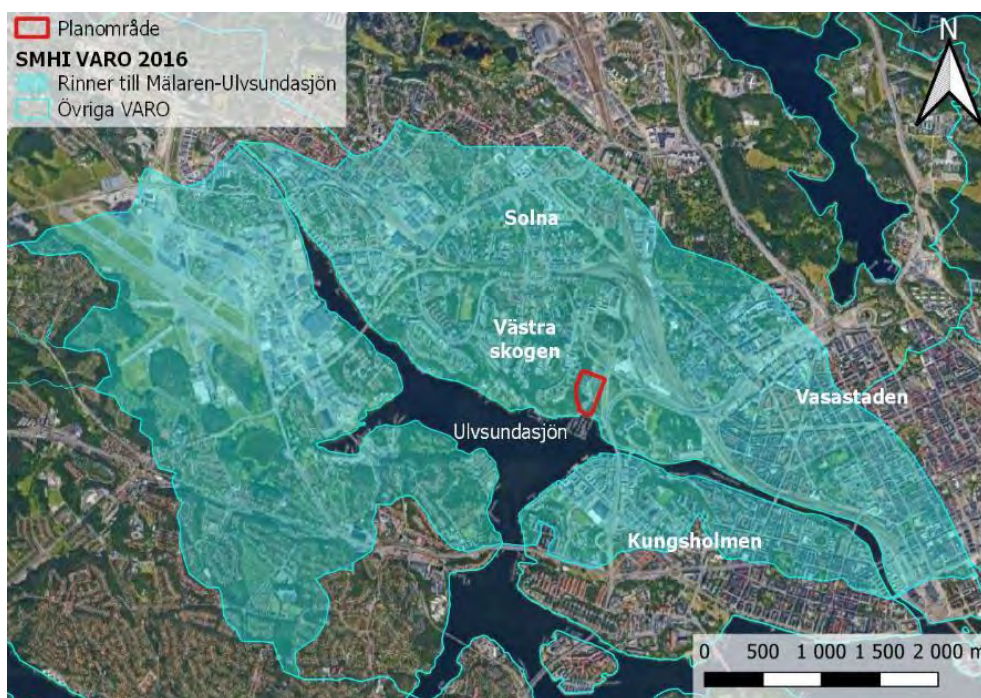 Planområde
SMHI VARO 2016
Rinner till Mälaren-Ulvsundasjön
Övriga VARO
N
Solna
Västra
skogen
Vasastaden
Ulvsundasjön
Kungsholmen
0 500 1 000 1 500 2 000 m